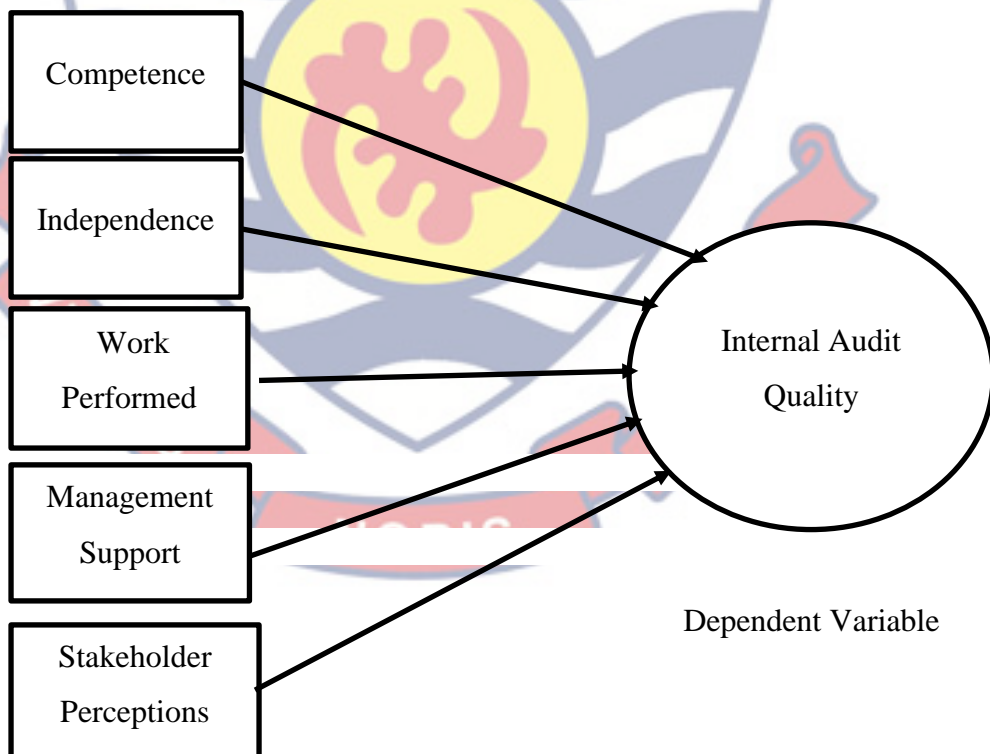 Competence
Independence
Work
Performed
Management
Support
Stakeholder
Perceptions
Internal Audit
Quality
Dependent Variable